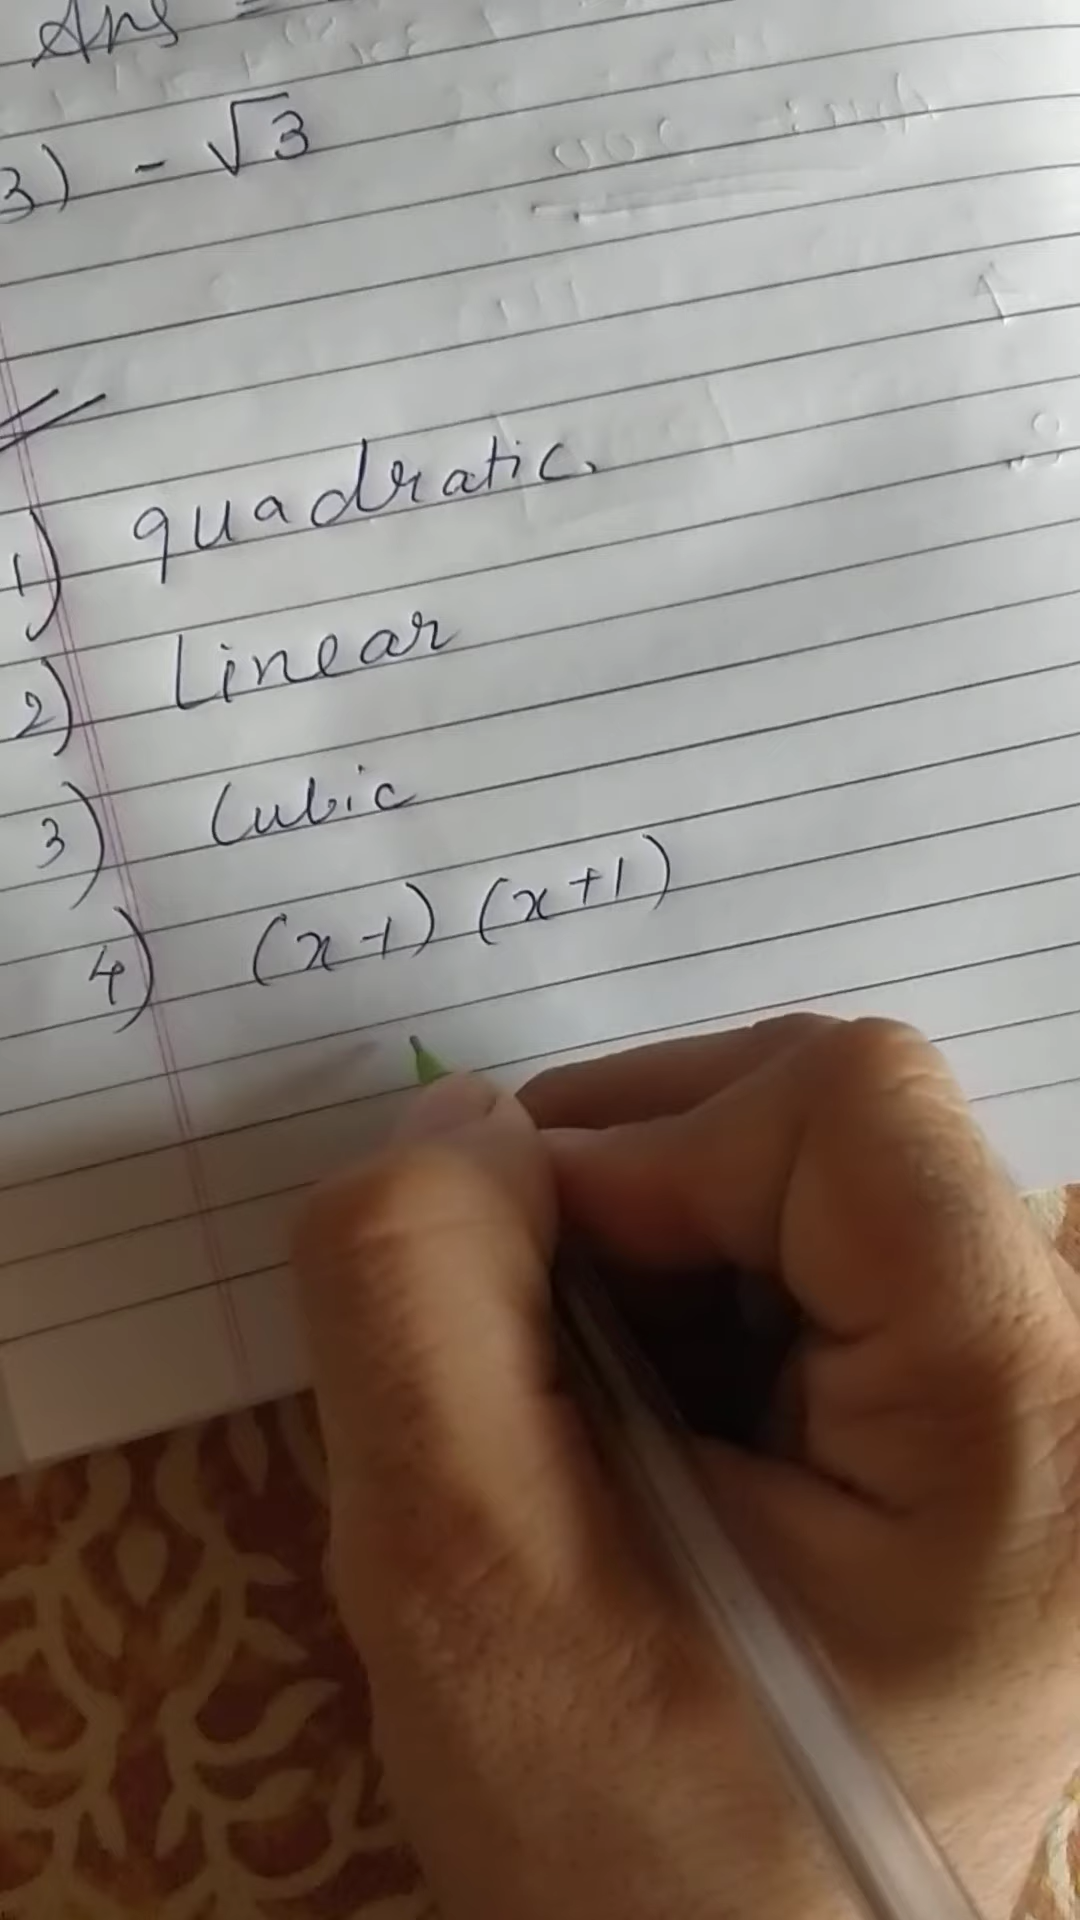 Ans =
3) - √3
1) quadratic.
2) Linear
3) Cubic
4) (x-1) (x+1)